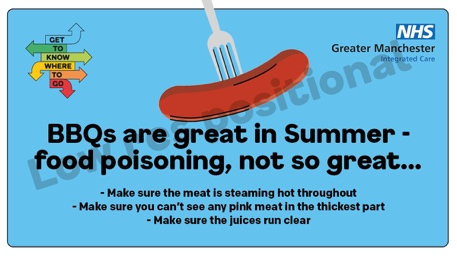 GET
TO
KNOW
WHERE
TO
GO
NHS
Greater Manchester
Integrated Care
Low res positional
BBQs are great in Summer -
food poisoning, not so great...
- Make sure the meat is steaming hot throughout
- Make sure you can't see any pink meat in the thickest part
- Make sure the juices run clear